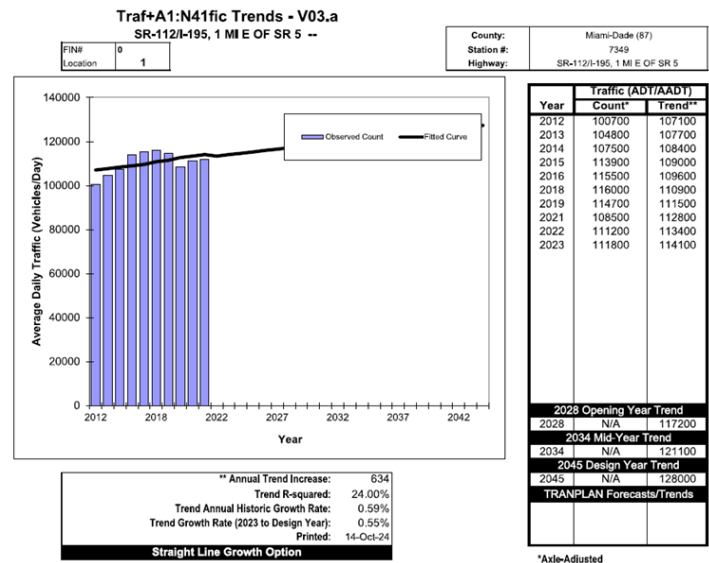 Traf+A1:N41fic Trends - V03.a
SR-112/I-195, 1 MI E OF SR 5 --
FIN# 0
Location 1
County: Miami-Dade (87)
Station #: 7349
Highway: SR-112/I-195, 1 MI E OF SR 5
140000
120000
100000
80000
60000
40000
20000
0
Average Daily Traffic (Vehicles/Day)
Observed Count
Fitted Curve
2012 2018 2022 2027 2032 2037 2042
Year
Traffic (ADT/AADT)
Year Count* Trend**
2012 100700 107100
2013 104800 107700
2014 107500 108400
2015 113900 109000
2016 115500 109600
2018 116000 110900
2019 114700 111500
2021 108500 112800
2022 111200 113400
2023 111800 114100
2028 Opening Year Trend
2028 N/A 117200
2034 Mid-Year Trend
2034 N/A 121100
2045 Design Year Trend
2045 N/A 128000
TRANPLAN Forecasts/Trends
** Annual Trend Increase: 634
Trend R-squared: 24.00%
Trend Annual Historic Growth Rate: 0.59%
Trend Growth Rate (2023 to Design Year): 0.55%
Printed: 14-Oct-24
Straight Line Growth Option
*Axle-Adjusted